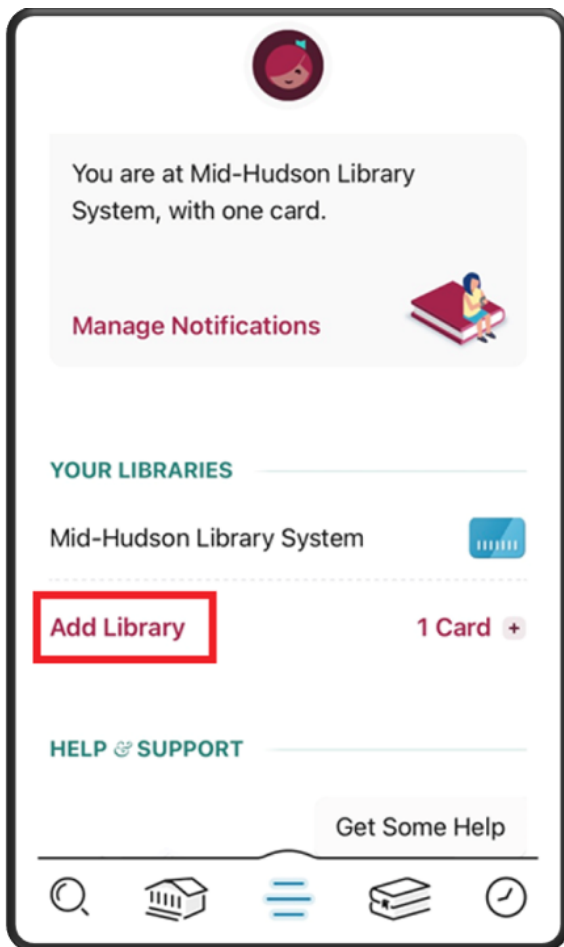 You are at Mid-Hudson Library
System, with one card.
Manage Notifications
YOUR LIBRARIES
Mid-Hudson Library System
Add Library 1 Card +
HELP & SUPPORT
Get Some Help